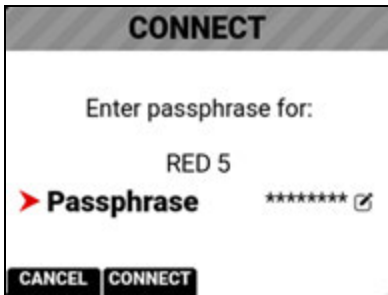 CONNECT
Enter passphrase for:
RED 5
Passphrase ********
CANCEL CONNECT